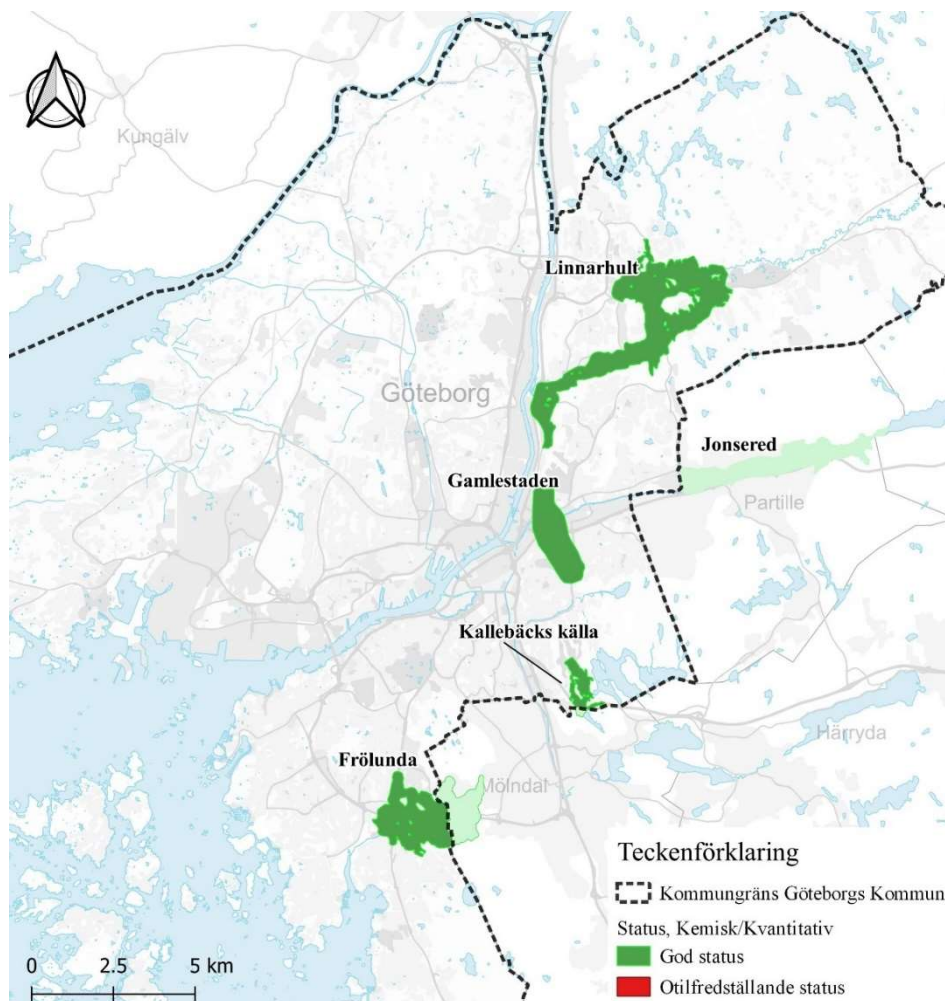 Kungälv
Linnarhult
Göteborg
Jonsered
Gamlestaden
Partille
Kallebäcks källa
Härryda
Frölunda
Mölndal
Teckenförklaring
Kommungräns Göteborgs Kommun
Status, Kemisk/Kvantitativ
God status
Otilfredställande status
0 2.5 5 km